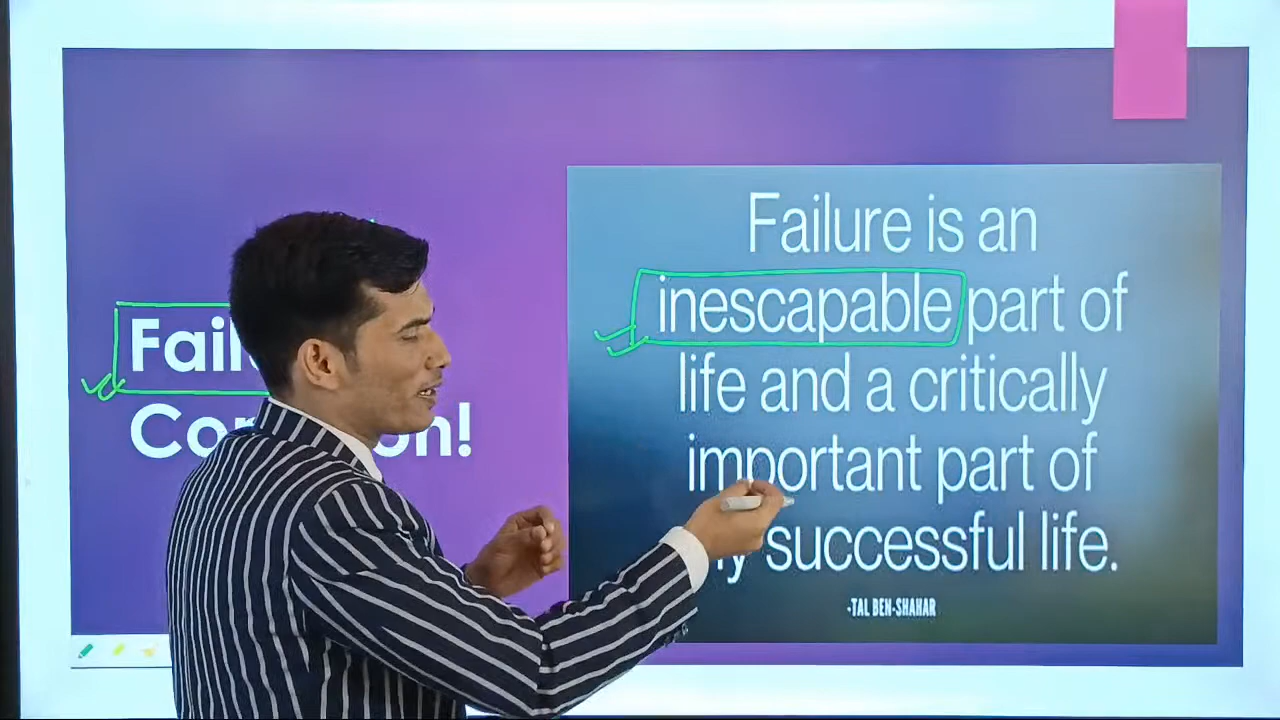 Failure is an
inescapable part of
life and a critically
important part of
successful life.
-TAL BEN-SHAHAR